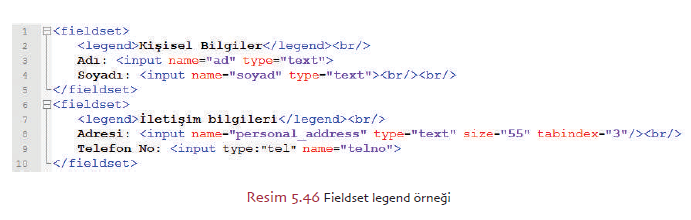 1 <fieldset>
2 <legend>Kişisel Bilgiler</legend><br/>
3 Adı: <input name="ad" type="text">
4 Soyadı: <input name="soyad" type="text"><br/><br/>
5 </fieldset>
6 <fieldset>
7 <legend>İletişim bilgileri</legend><br/>
8 Adresi: <input name="personal_address" type="text" size="55" tabindex="3"/><br/>
9 Telefon No: <input type:"tel" name="telno">
10 </fieldset>
Resim 5.46 Fieldset legend örneği